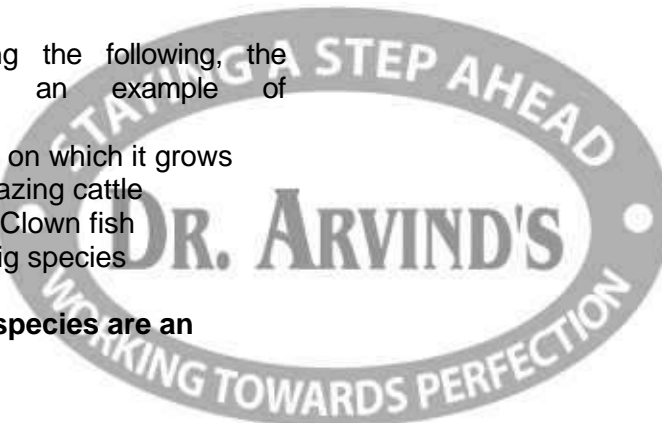 ng the following, the
an example of
on which it grows
azing cattle
Clown fish
ig species
species are an
STAYING A STEP AHEAD
DR. ARVIND'S
WORKING TOWARDS PERFECTION